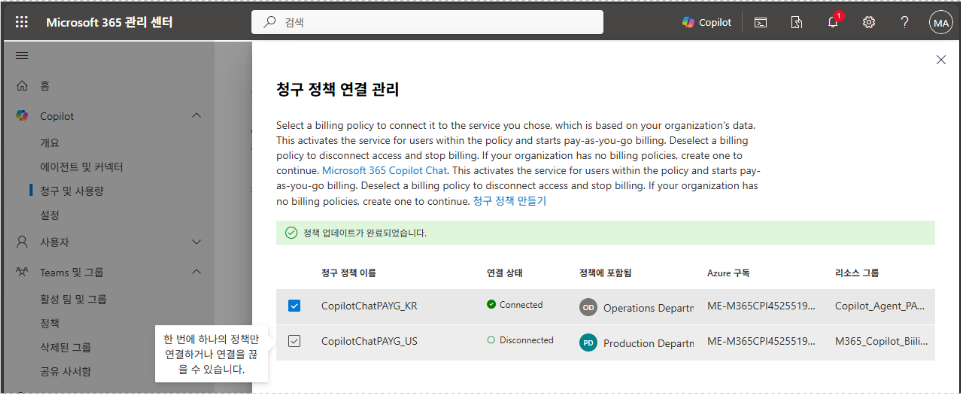 Microsoft 365 관리 센터
검색
Copilot
1
?
MA
홈
Copilot
개요
에이전트 및 커넥터
청구 및 사용량
설정
사용자
Teams 및 그룹
활성 팀 및 그룹
정책
삭제된 그룹
공유 사서함
한 번에 하나의 정책만
연결하거나 연결을 끊
을 수 있습니다.
청구 정책 연결 관리
Select a billing policy to connect it to the service you chose, which is based on your organization's data.
This activates the service for users within the policy and starts pay-as-you-go billing. Deselect a billing
policy to disconnect access and stop billing. If your organization has no billing policies, create one to
continue. Microsoft 365 Copilot Chat. This activates the service for users within the policy and starts pay-
as-you-go billing. Deselect a billing policy to disconnect access and stop billing. If your organization has
no billing policies, create one to continue. 청구 정책 만들기
정책 업데이트가 완료되었습니다.
청구 정책 이름 연결 상태 정책에 포함됨 Azure 구독 리소스 그룹
CopilotChatPAYG_KR Connected OD Operations Departn ME-M365CPI4525519... Copilot_Agent_PA...
CopilotChatPAYG_US Disconnected PD Production Departn ME-M365CPI4525519... M365_Copilot_Biili...